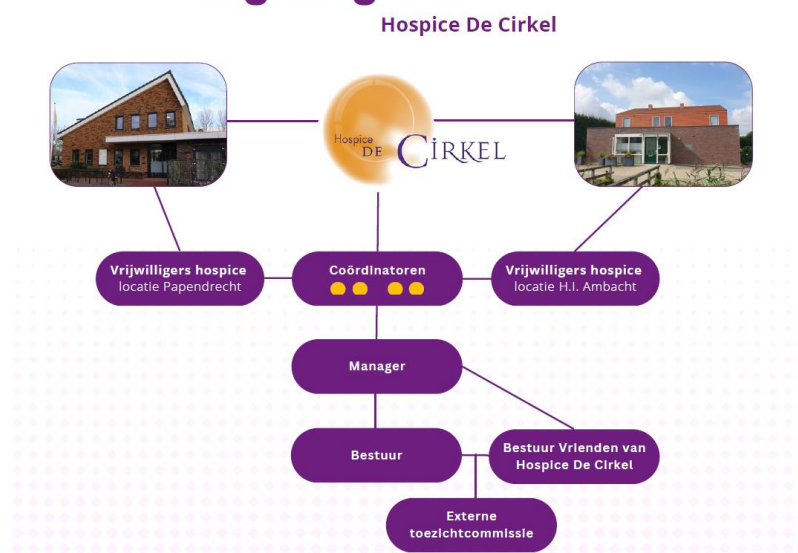 Hospice De Cirkel
Hospice
DE CIRKEL
Vrijwilligers hospice
locatie Papendrecht
Coördinatoren
Vrijwilligers hospice
locatie H.I. Ambacht
Manager
Bestuur
Bestuur Vrienden van
Hospice De Cirkel
Externe
toezichtcommissie